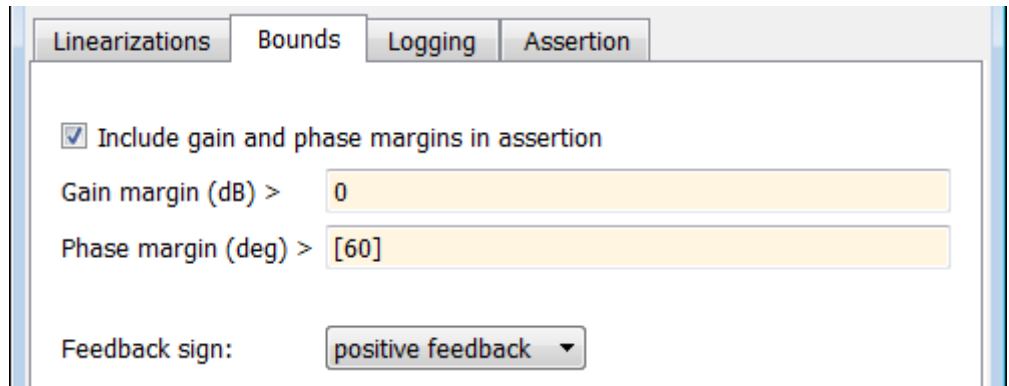 Linearizations Bounds Logging Assertion
Include gain and phase margins in assertion
Gain margin (dB) > 0
Phase margin (deg) > [60]
Feedback sign: positive feedback